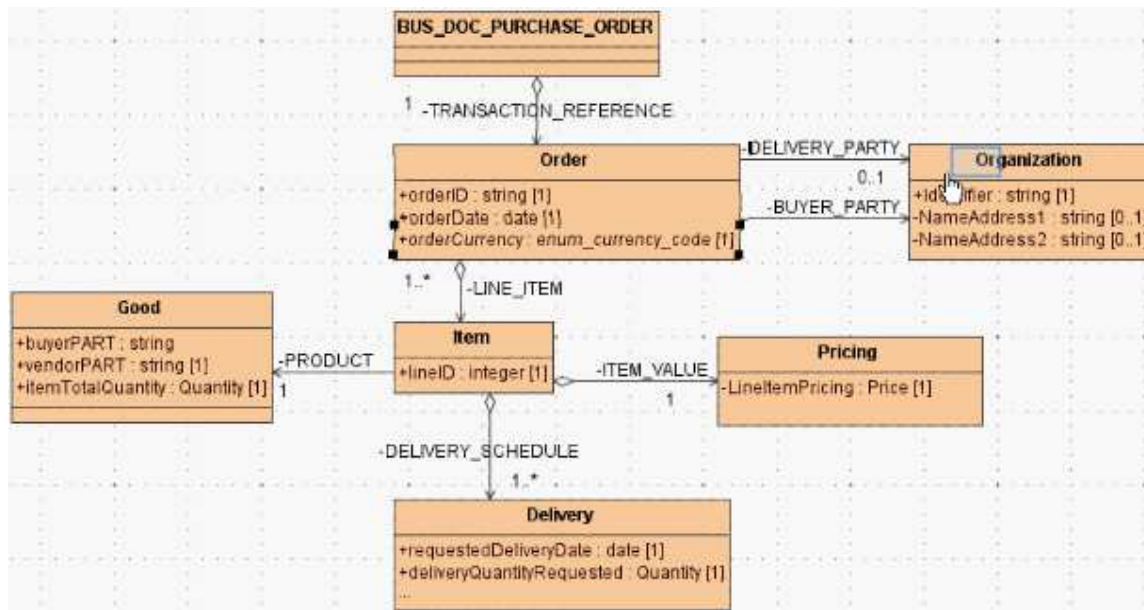 BUS_DOC_PURCHASE_ORDER
1 -TRANSACTION_REFERENCE
Order
+orderID : string [1]
+orderDate : date [1]
+orderCurrency : enum_currency_code [1]
-DELIVERY_PARTY
0..1
-BUYER_PARTY
Organization
+Identifier : string [1]
-NameAddress1 : string [0..1
-NameAddress2 : string [0..1
1..*
-LINE_ITEM
Good
+buyerPART : string
+vendorPART : string [1]
+itemTotalQuantity : Quantity [1]
-PRODUCT
1
Item
+lineID : integer [1]
-ITEM_VALUE
1
Pricing
-LineItemPricing : Price [1]
-DELIVERY_SCHEDULE
1..*
Delivery
+requestedDeliveryDate : date [1]
+deliveryQuantityRequested : Quantity [1]
...